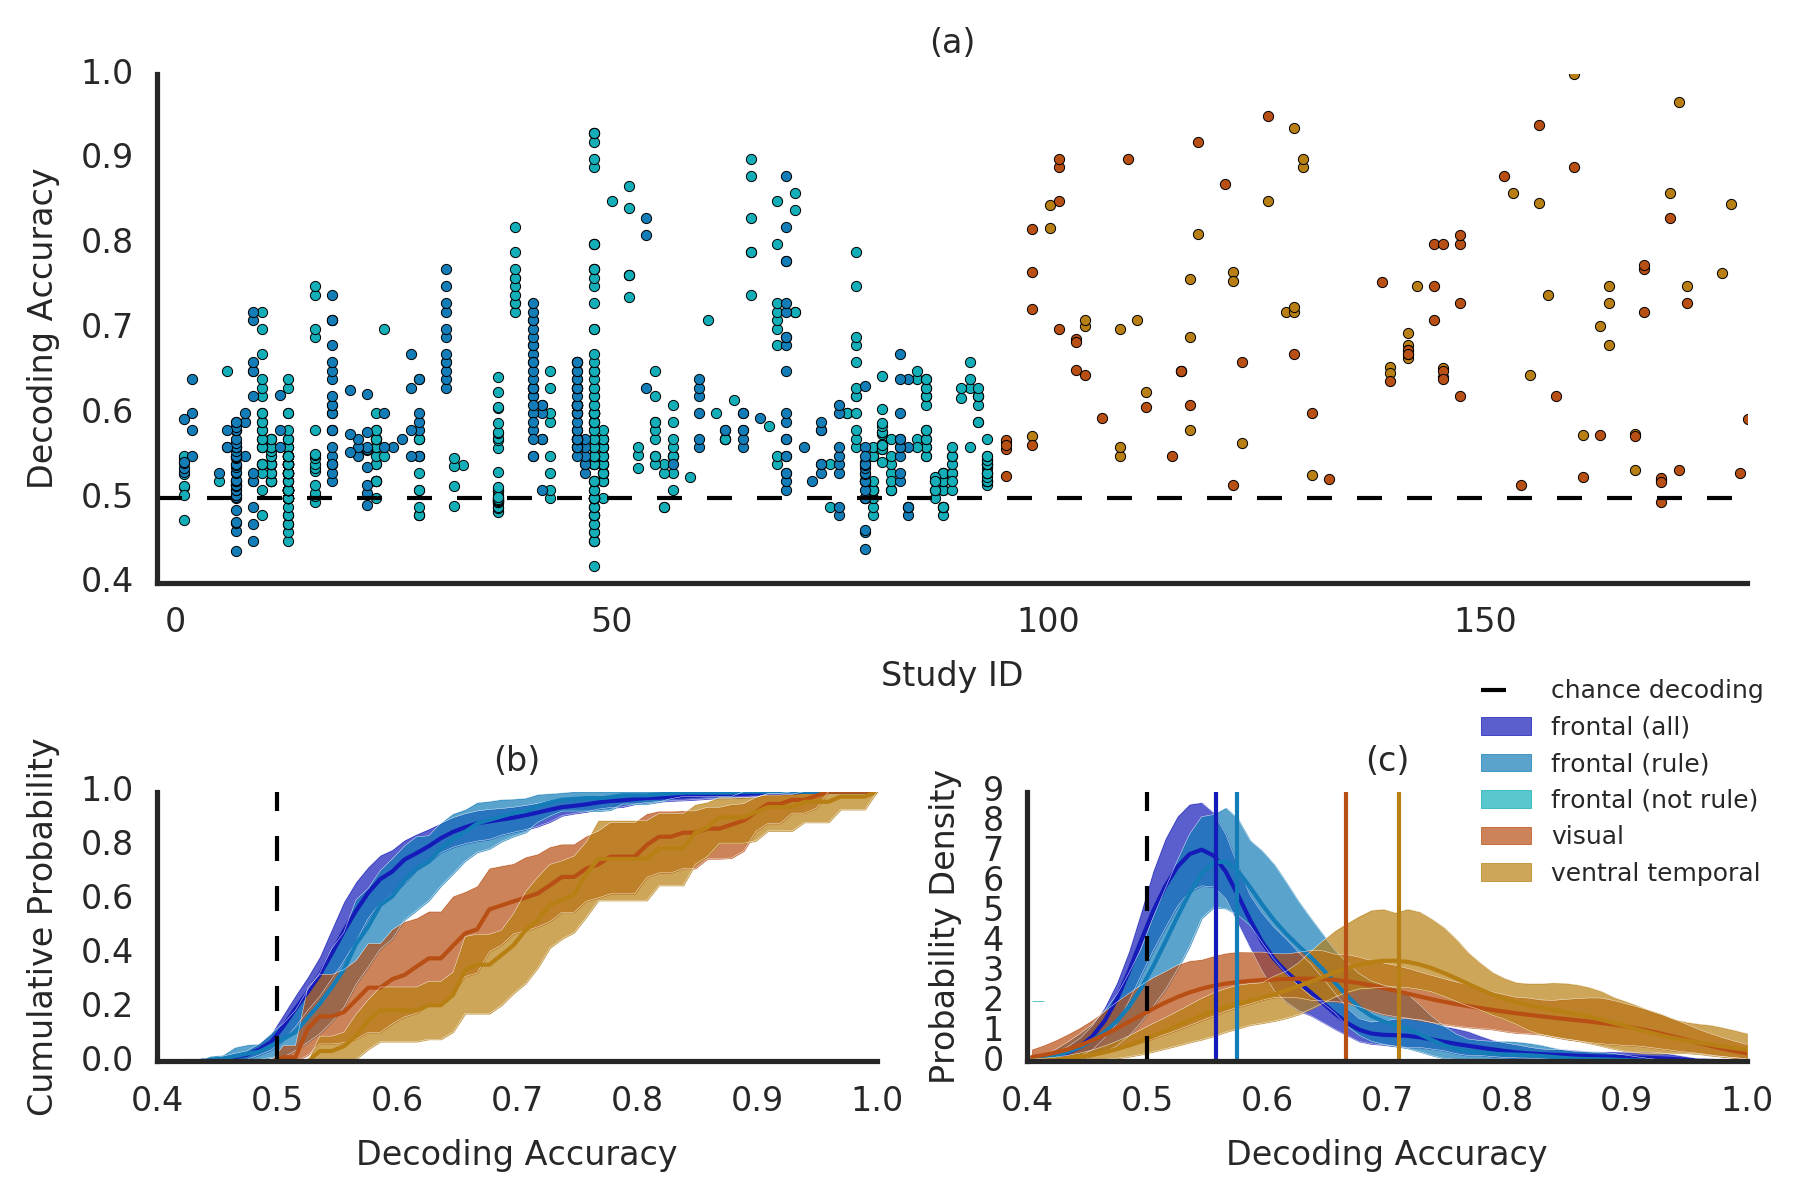 (a)
1.0
0.9
0.8
0.7
0.6
0.5
0.4
Decoding Accuracy
0
50
100
150
Study ID
chance decoding
frontal (all)
frontal (rule)
frontal (not rule)
visual
ventral temporal
(b)
1.0
0.8
0.6
0.4
0.2
0.0
Cumulative Probability
0.4
0.5
0.6
0.7
0.8
0.9
1.0
Decoding Accuracy
(c)
9
8
7
6
5
4
3
2
1
0
Probability Density
0.4
0.5
0.6
0.7
0.8
0.9
1.0
Decoding Accuracy